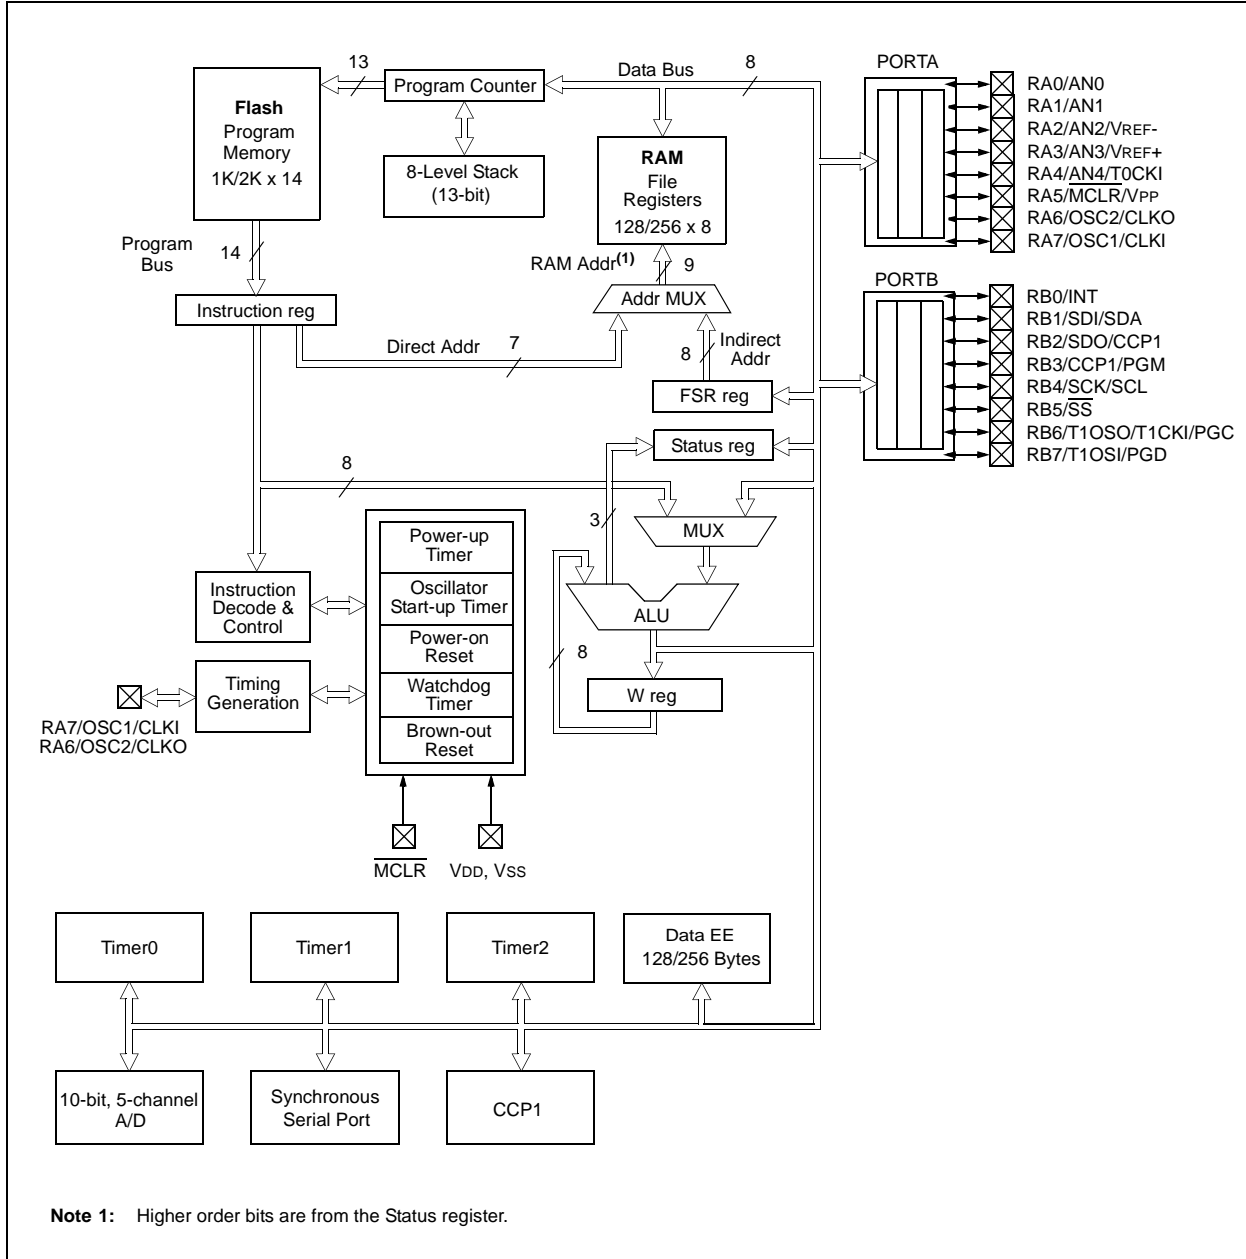 13
Program Counter
Data Bus
8
PORTA
Flash
Program
Memory
1K/2K x 14
8-Level Stack
(13-bit)
RAM
File
Registers
128/256 x 8
RA0/AN0
RA1/AN1
RA2/AN2/VREF-
RA3/AN3/VREF+
RA4/AN4/T0CKI
RA5/MCLR/VPP
RA6/OSC2/CLKO
RA7/OSC1/CLKI
Program
Bus
14
RAM Addr(1)
9
PORTB
Instruction reg
Addr MUX
Direct Addr
7
8
Indirect
Addr
FSR reg
Status reg
RB0/INT
RB1/SDI/SDA
RB2/SDO/CCP1
RB3/CCP1/PGM
RB4/SCK/SCL
RB5/SS
RB6/T1OSO/T1CKI/PGC
RB7/T1OSI/PGD
8
3
MUX
Power-up
Timer
Oscillator
Start-up Timer
Power-on
Reset
Watchdog
Timer
Brown-out
Reset
Instruction
Decode &
Control
ALU
8
W reg
Timing
Generation
RA7/OSC1/CLKI
RA6/OSC2/CLKO
MCLR
VDD, VSS
Timer0
Timer1
Timer2
Data EE
128/256 Bytes
10-bit, 5-channel
A/D
Synchronous
Serial Port
CCP1
Note 1: Higher order bits are from the Status register.